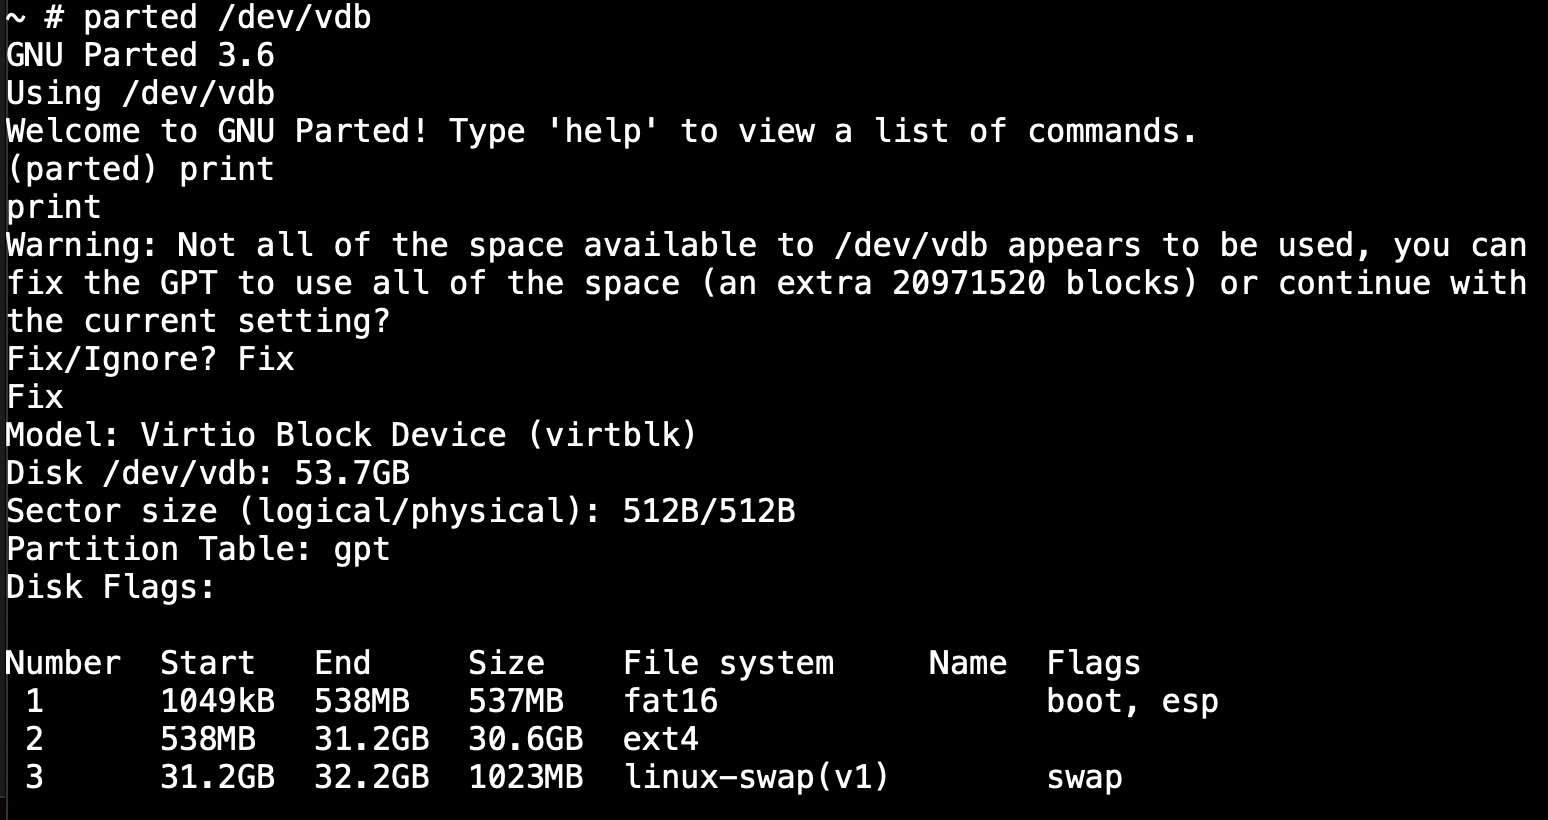 ~ # parted /dev/vdb
GNU Parted 3.6
Using /dev/vdb
Welcome to GNU Parted! Type 'help' to view a list of commands.
(parted) print
print
Warning: Not all of the space available to /dev/vdb appears to be used, you can
fix the GPT to use all of the space (an extra 20971520 blocks) or continue with
the current setting?
Fix/Ignore? Fix
Fix
Model: Virtio Block Device (virtblk)
Disk /dev/vdb: 53.7GB
Sector size (logical/physical): 512B/512B
Partition Table: gpt
Disk Flags:

Number  Start   End     Size    File system     Name  Flags
 1      1049kB  538MB   537MB   fat16                 boot, esp
 2      538MB   31.2GB  30.6GB  ext4
 3      31.2GB  32.2GB  1023MB  linux-swap(v1)        swap